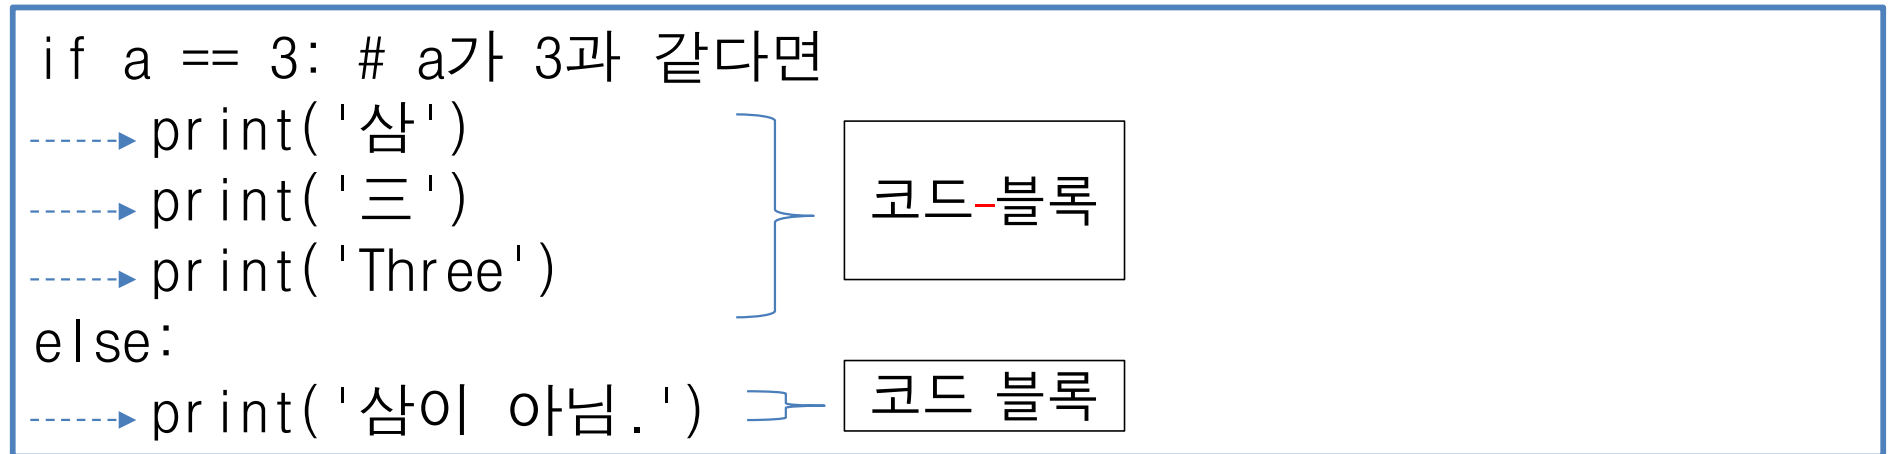 if a == 3: # a가 3과 같다면
print('삼')
print('三')
print('Three')
코드-블록
else:
print('삼이 아님.')
코드 블록